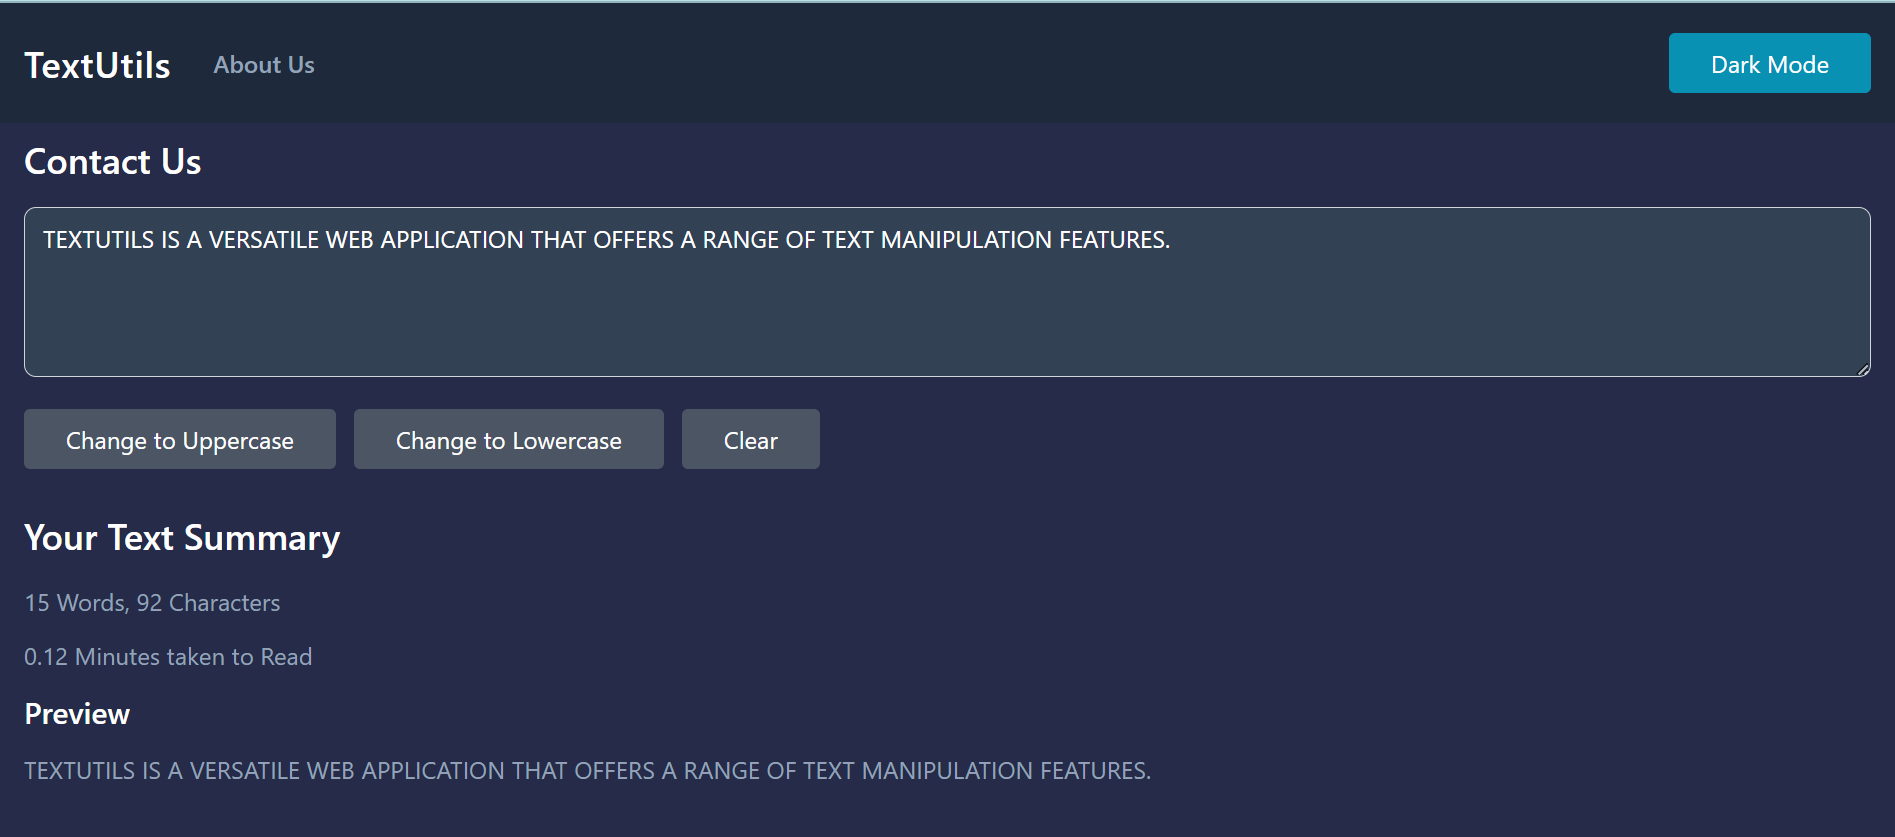 TextUtils About Us Dark Mode
Contact Us
TEXTUTILS IS A VERSATILE WEB APPLICATION THAT OFFERS A RANGE OF TEXT MANIPULATION FEATURES.
Change to Uppercase Change to Lowercase Clear
Your Text Summary
15 Words, 92 Characters
0.12 Minutes taken to Read
Preview
TEXTUTILS IS A VERSATILE WEB APPLICATION THAT OFFERS A RANGE OF TEXT MANIPULATION FEATURES.